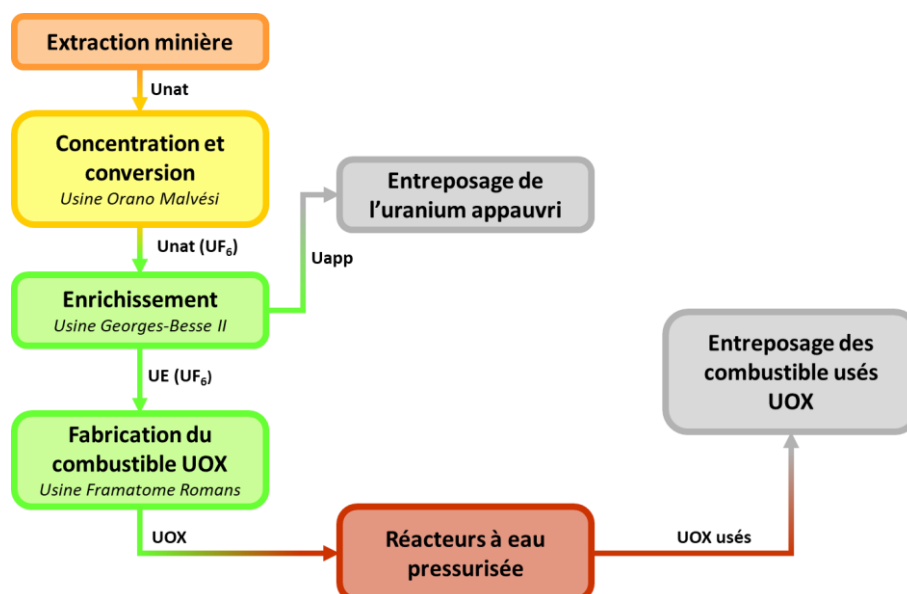 Extraction minière
Unat
Concentration et
conversion
Usine Orano Malvési
Entreposage de
l'uranium appauvri
Unat (UF₆)
Uapp
Enrichissement
Usine Georges-Besse II
UE (UF₆)
Entreposage des
combustible usés
UOX
Fabrication du
combustible UOX
Usine Framatome Romans
UOX
Réacteurs à eau
pressurisée
UOX usés